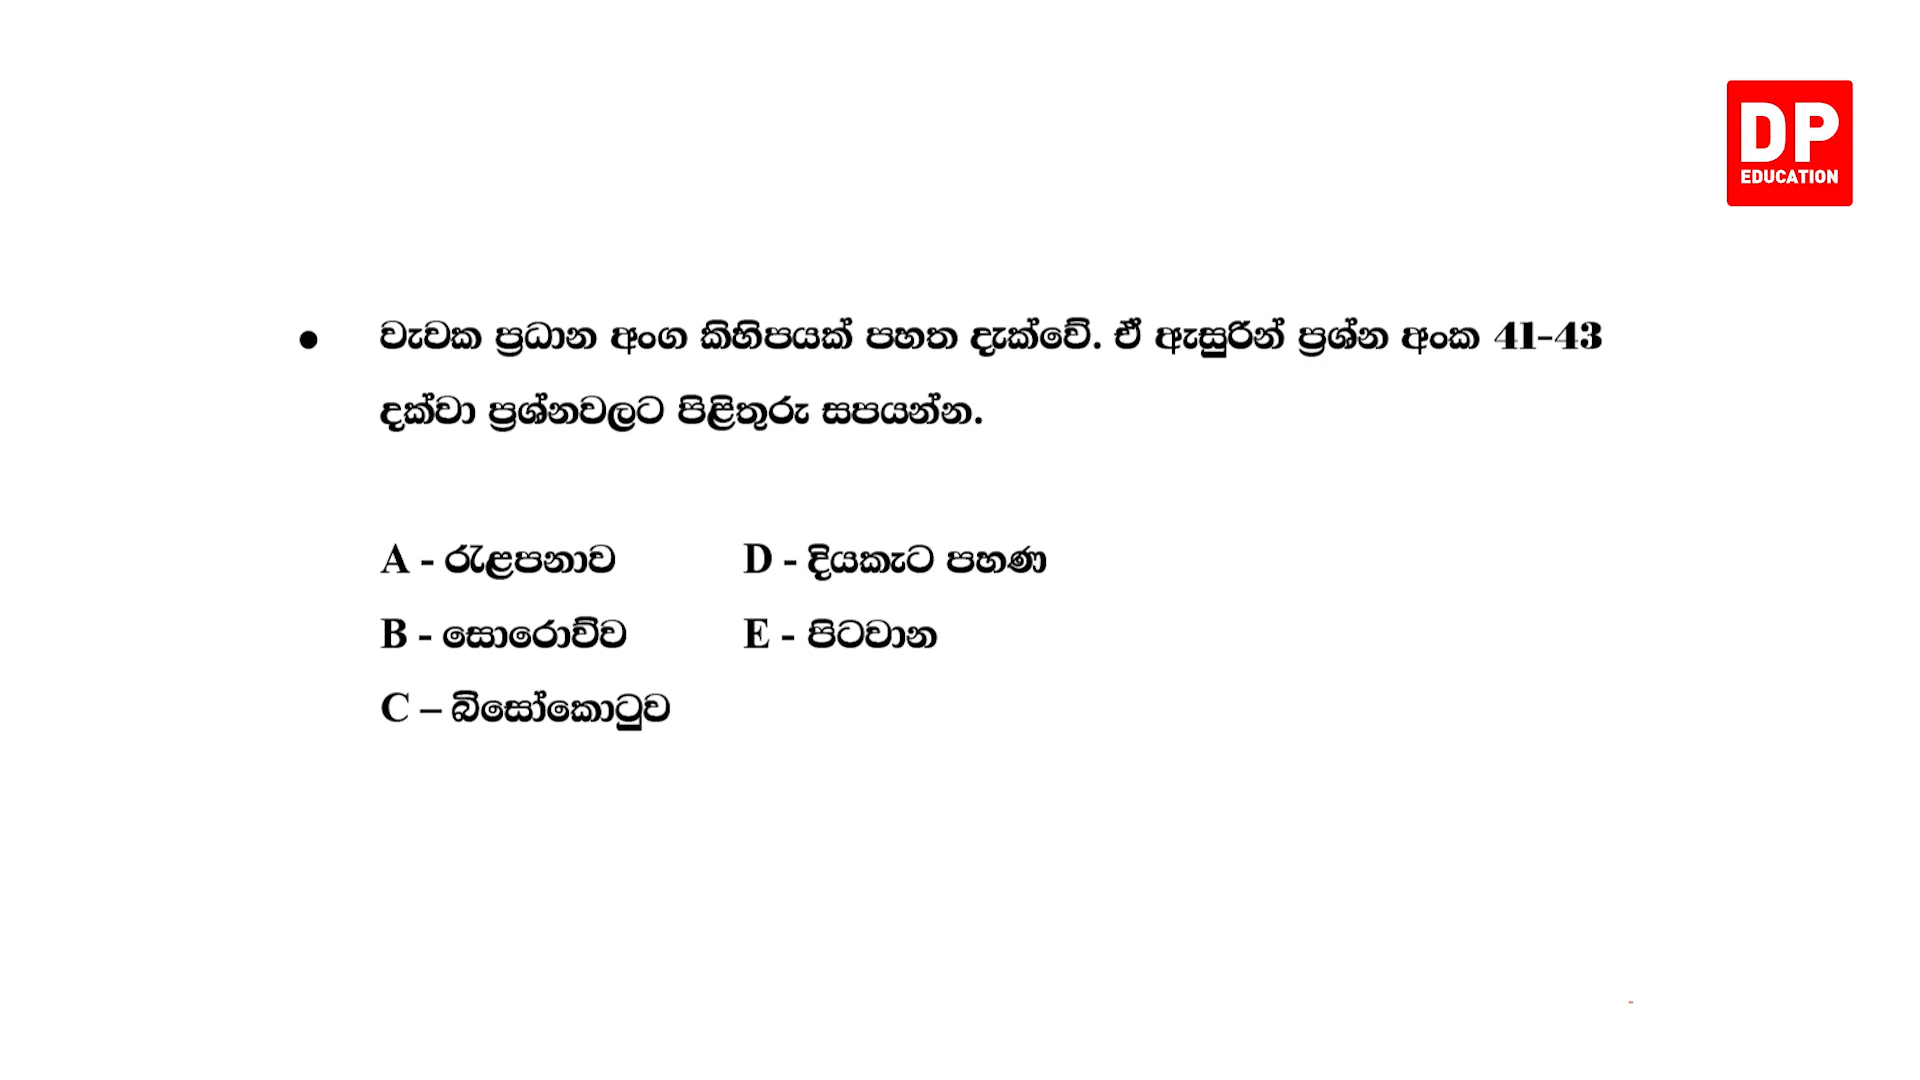 DP
EDUCATION
● වැවක ප්‍රධාන අංග කිහිපයක් පහත දැක්වේ. ඒ ඇසුරින් ප්‍රශ්න අංක 41-43
දක්වා ප්‍රශ්නවලට පිළිතුරු සපයන්න.
A - රැළපනාව D - දියකැට පහණ
B - සොරොව්ව E - පිටවාන
C – බිසෝකොටුව